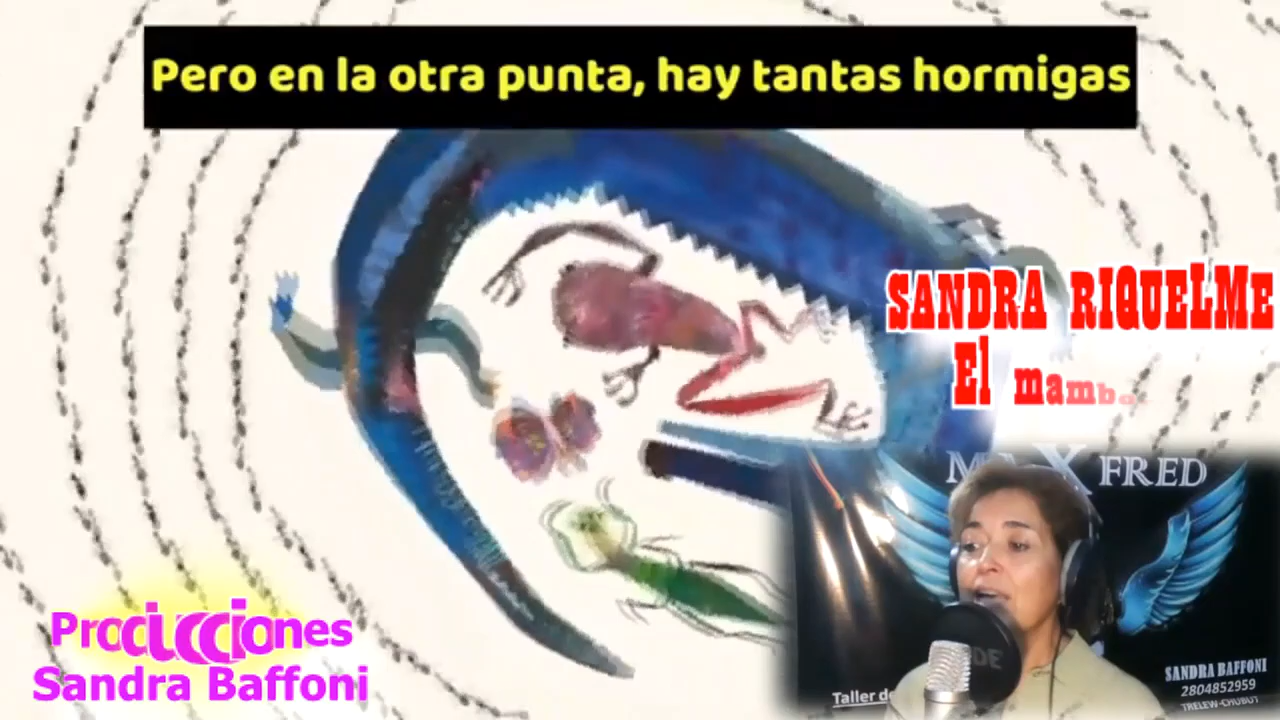 Pero en la otra punta, hay tantas hormigas
SANDRA RIQUELME
El mambo
FRED
Producciones
Sandra Baffoni
SANDRA BAFFONI
2804852959
TRELEW-CHUBUT
Taller de